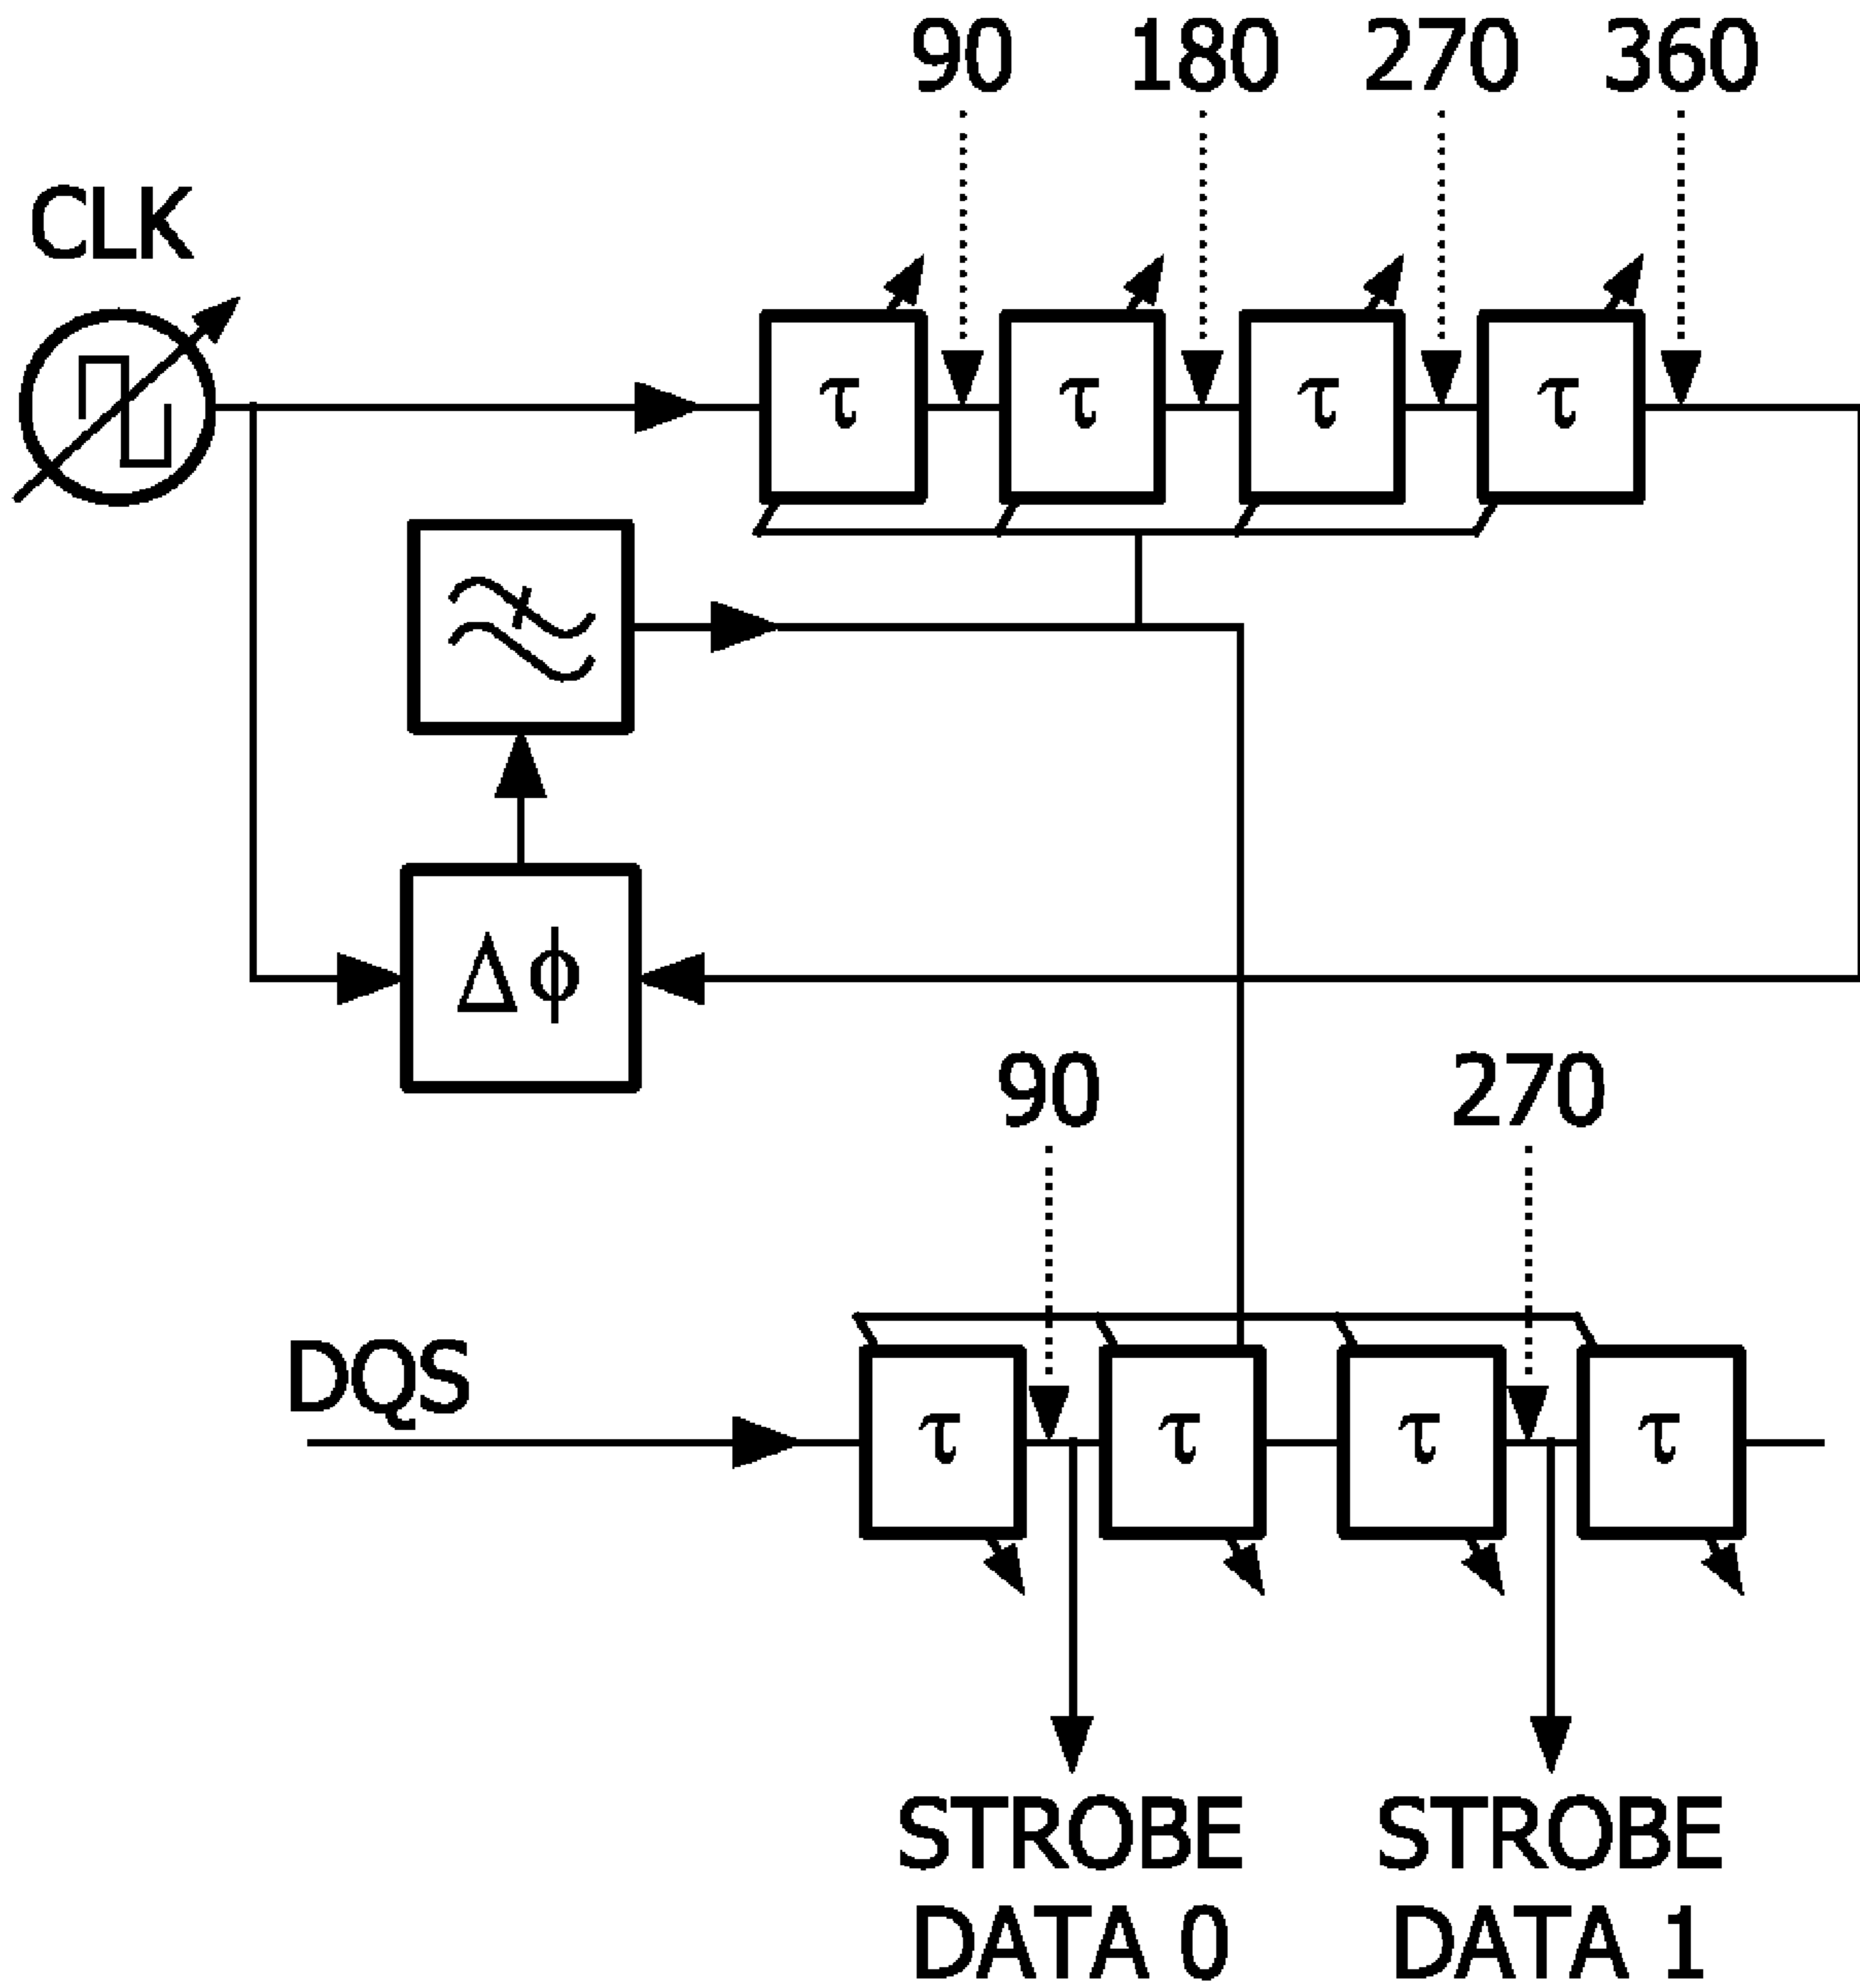 90 180 270 360
CLK
τ τ τ τ
Δϕ
90 270
DQS
τ τ τ τ
STROBE DATA 0
STROBE DATA 1